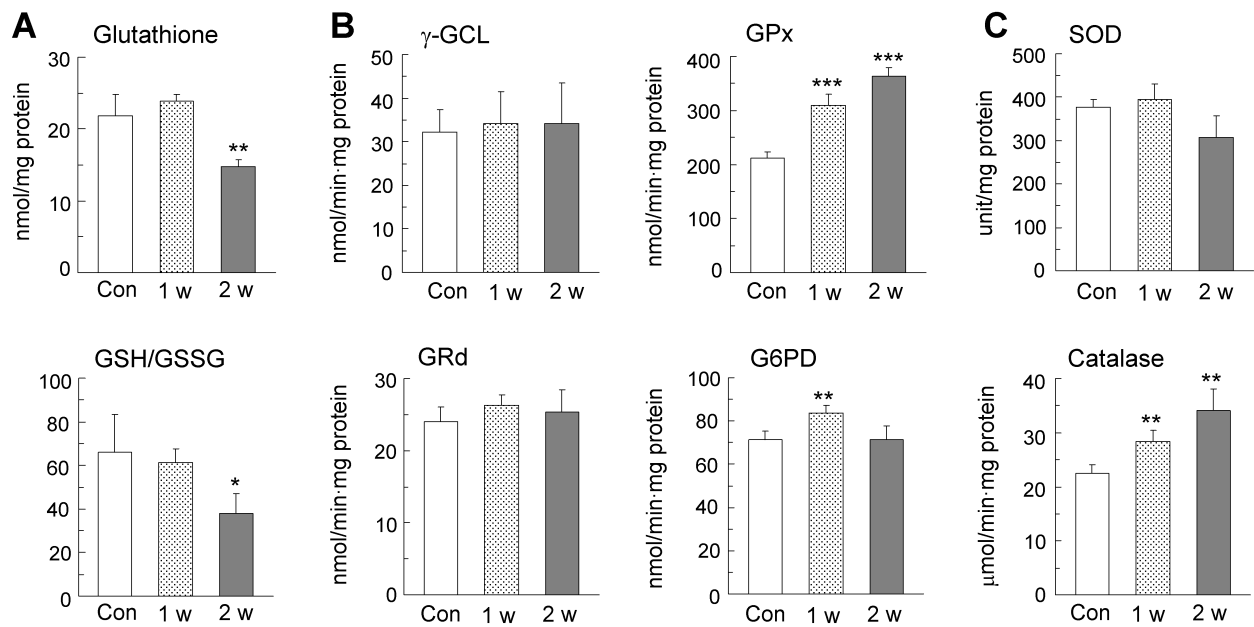 A
Glutathione
nmol/mg protein
30
20
10
0
**
Con 1 w 2 w
GSH/GSSG
100
80
60
40
20
0
*
Con 1 w 2 w
B
γ-GCL
nmol/min·mg protein
50
40
30
20
10
0
Con 1 w 2 w
GPx
nmol/min·mg protein
400
300
200
100
0
***
***
Con 1 w 2 w
GRd
nmol/min·mg protein
30
20
10
0
Con 1 w 2 w
G6PD
nmol/min·mg protein
100
80
60
40
20
0
**
Con 1 w 2 w
C
SOD
unit/mg protein
500
400
300
300
100
0
Con 1 w 2 w
Catalase
μmol/min·mg protein
40
30
20
10
0
**
**
Con 1 w 2 w